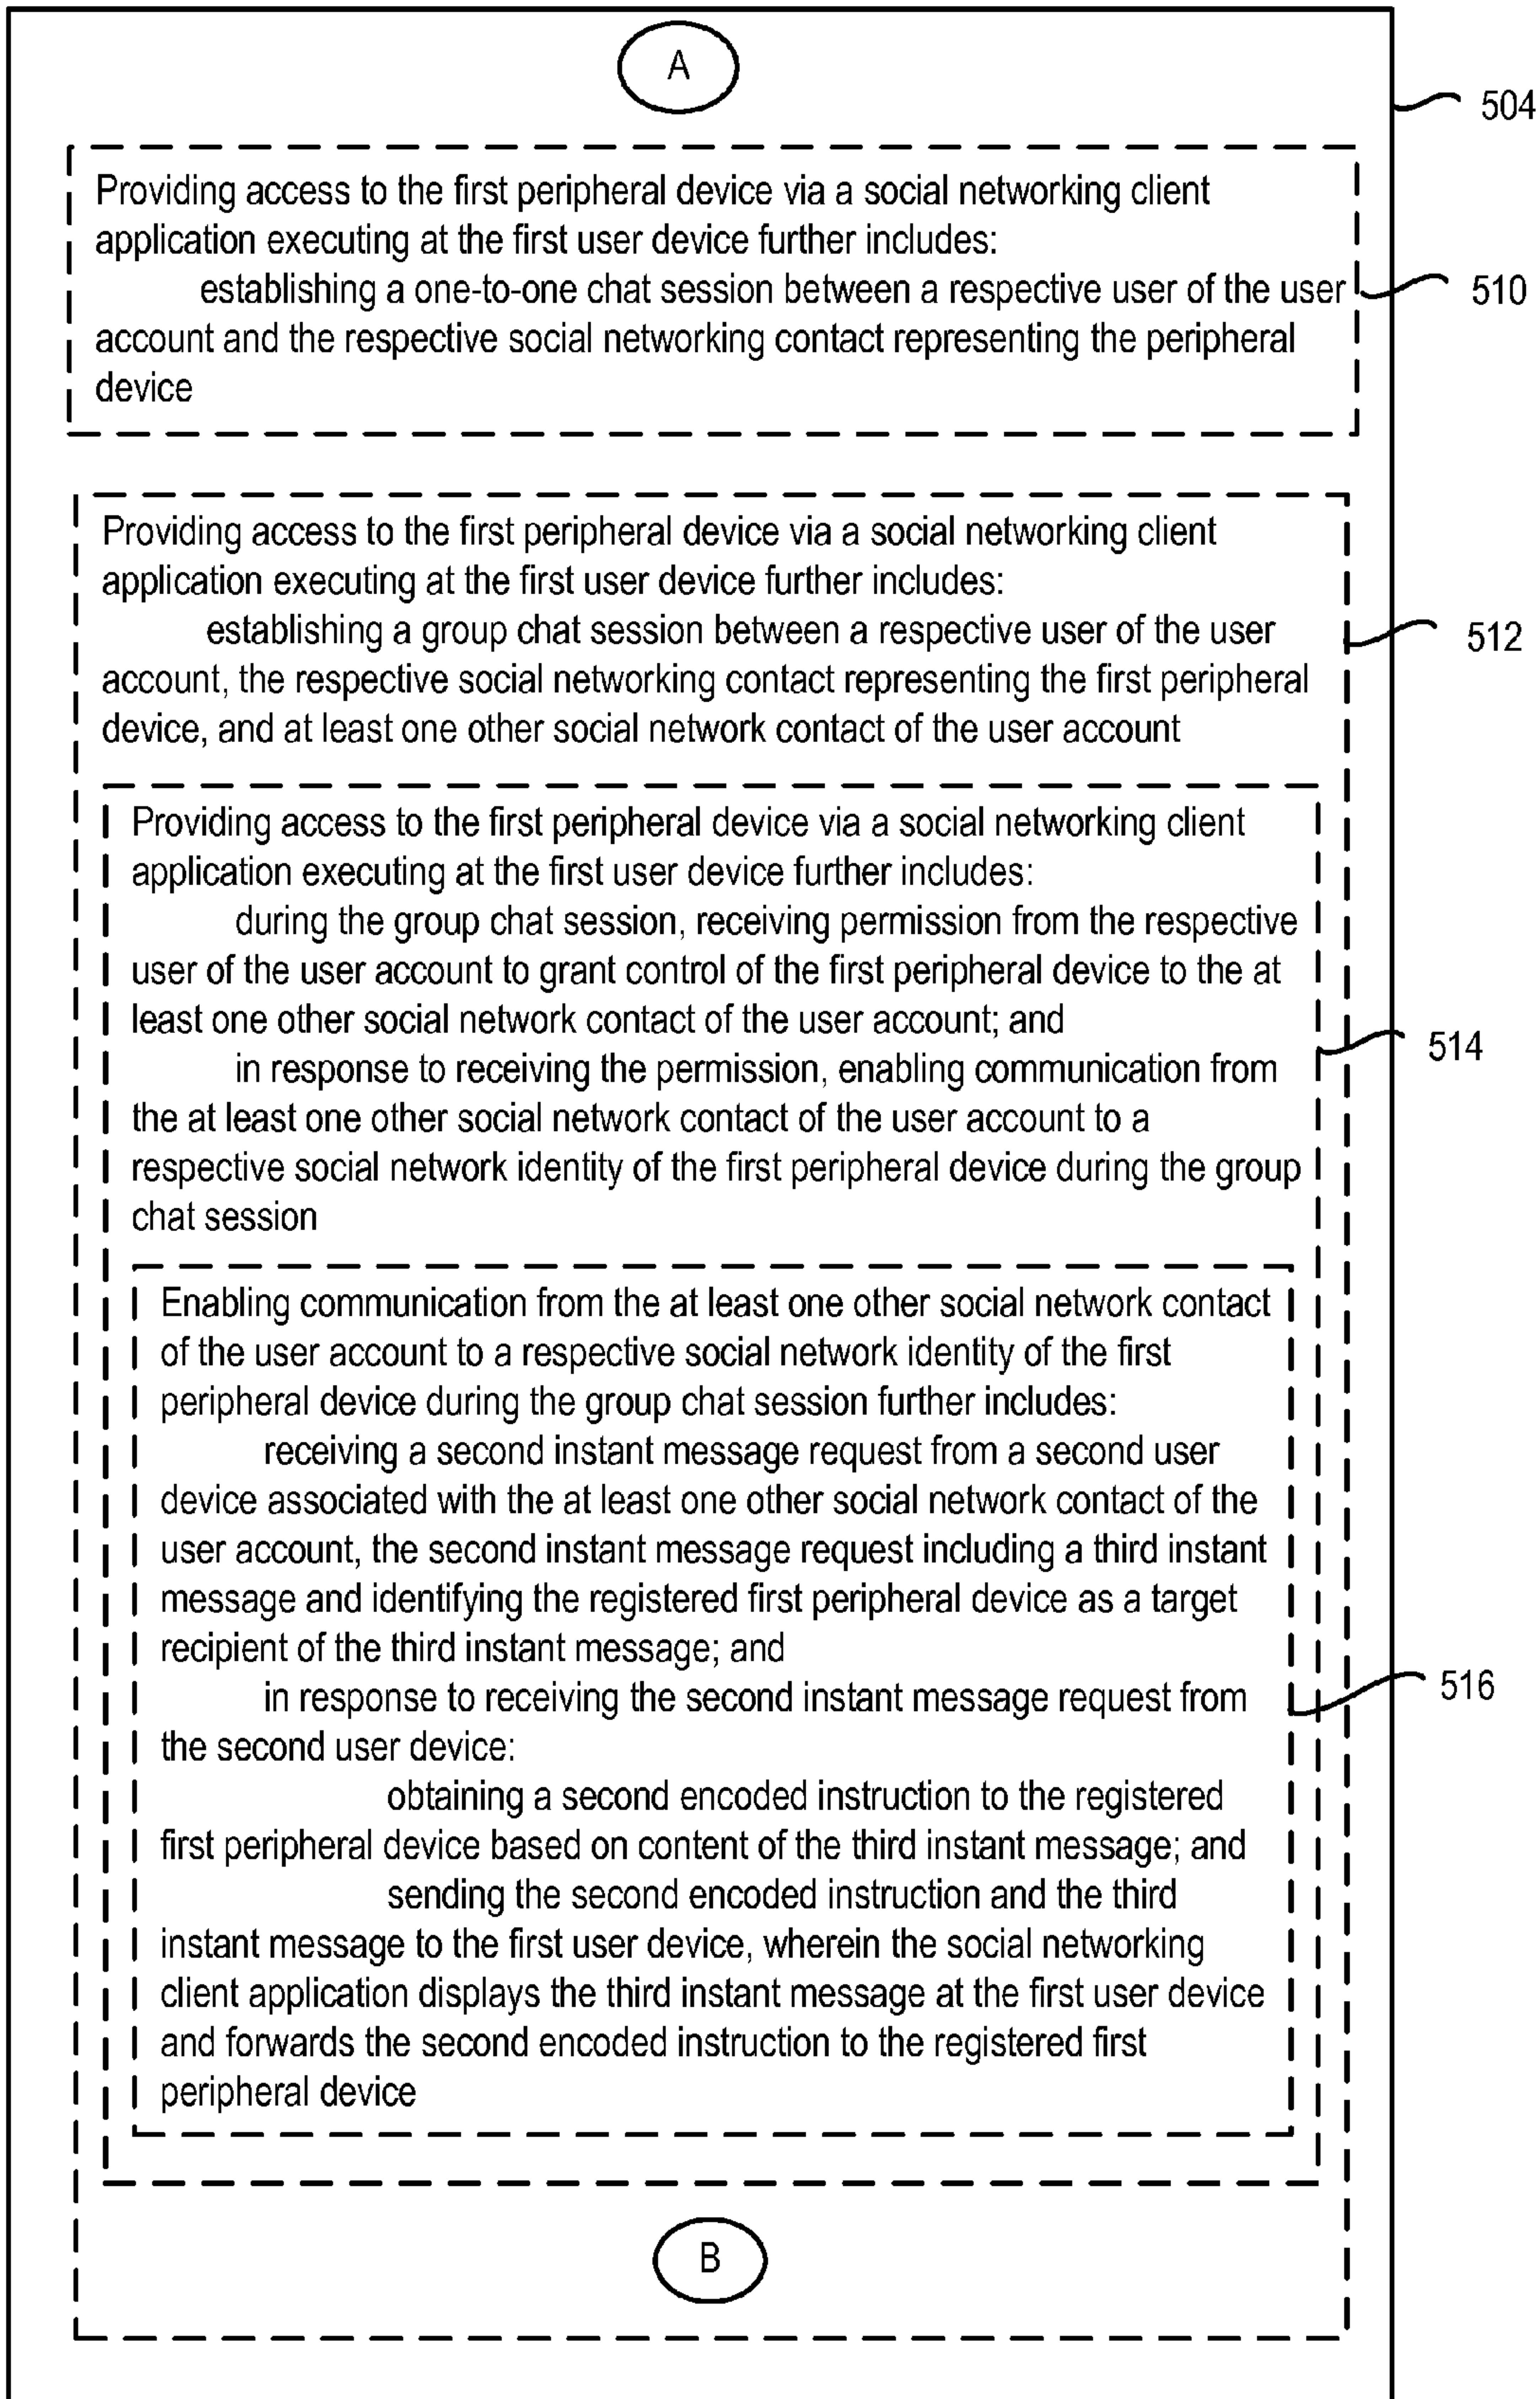 A
504
Providing access to the first peripheral device via a social networking client
application executing at the first user device further includes:
establishing a one-to-one chat session between a respective user of the user
account and the respective social networking contact representing the peripheral
device
510
Providing access to the first peripheral device via a social networking client
application executing at the first user device further includes:
establishing a group chat session between a respective user of the user
account, the respective social networking contact representing the first peripheral
device, and at least one other social network contact of the user account
512
Providing access to the first peripheral device via a social networking client
application executing at the first user device further includes:
during the group chat session, receiving permission from the respective
user of the user account to grant control of the first peripheral device to the at
least one other social network contact of the user account; and
in response to receiving the permission, enabling communication from
the at least one other social network contact of the user account to a
respective social network identity of the first peripheral device during the group
chat session
514
Enabling communication from the at least one other social network contact
of the user account to a respective social network identity of the first
peripheral device during the group chat session further includes:
receiving a second instant message request from a second user
device associated with the at least one other social network contact of the
user account, the second instant message request including a third instant
message and identifying the registered first peripheral device as a target
recipient of the third instant message; and
in response to receiving the second instant message request from
the second user device:
obtaining a second encoded instruction to the registered
first peripheral device based on content of the third instant message; and
sending the second encoded instruction and the third
instant message to the first user device, wherein the social networking
client application displays the third instant message at the first user device
and forwards the second encoded instruction to the registered first
peripheral device
516
B